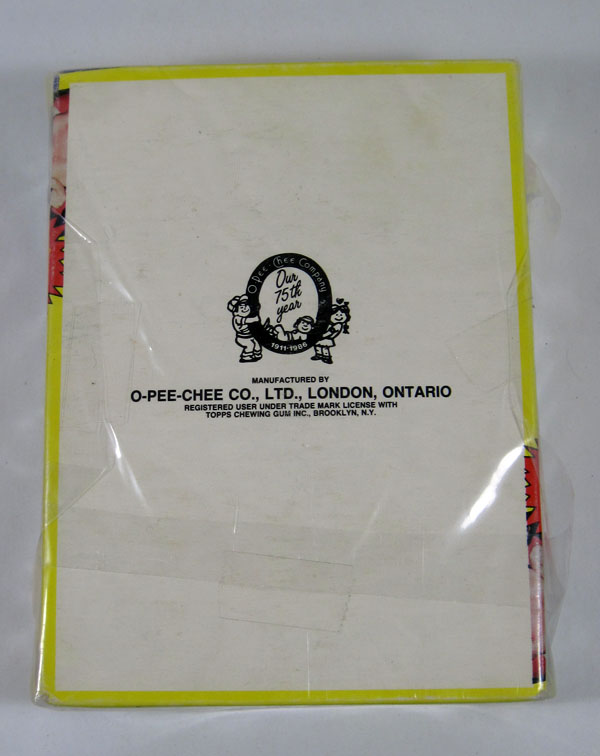 O-Pee-Chee Company
Our
75th
year
1911-1986
MANUFACTURED BY
O-PEE-CHEE CO., LTD., LONDON, ONTARIO
REGISTERED USER UNDER TRADE MARK LICENSE WITH
TOPPS CHEWING GUM INC., BROOKLYN, N.Y.